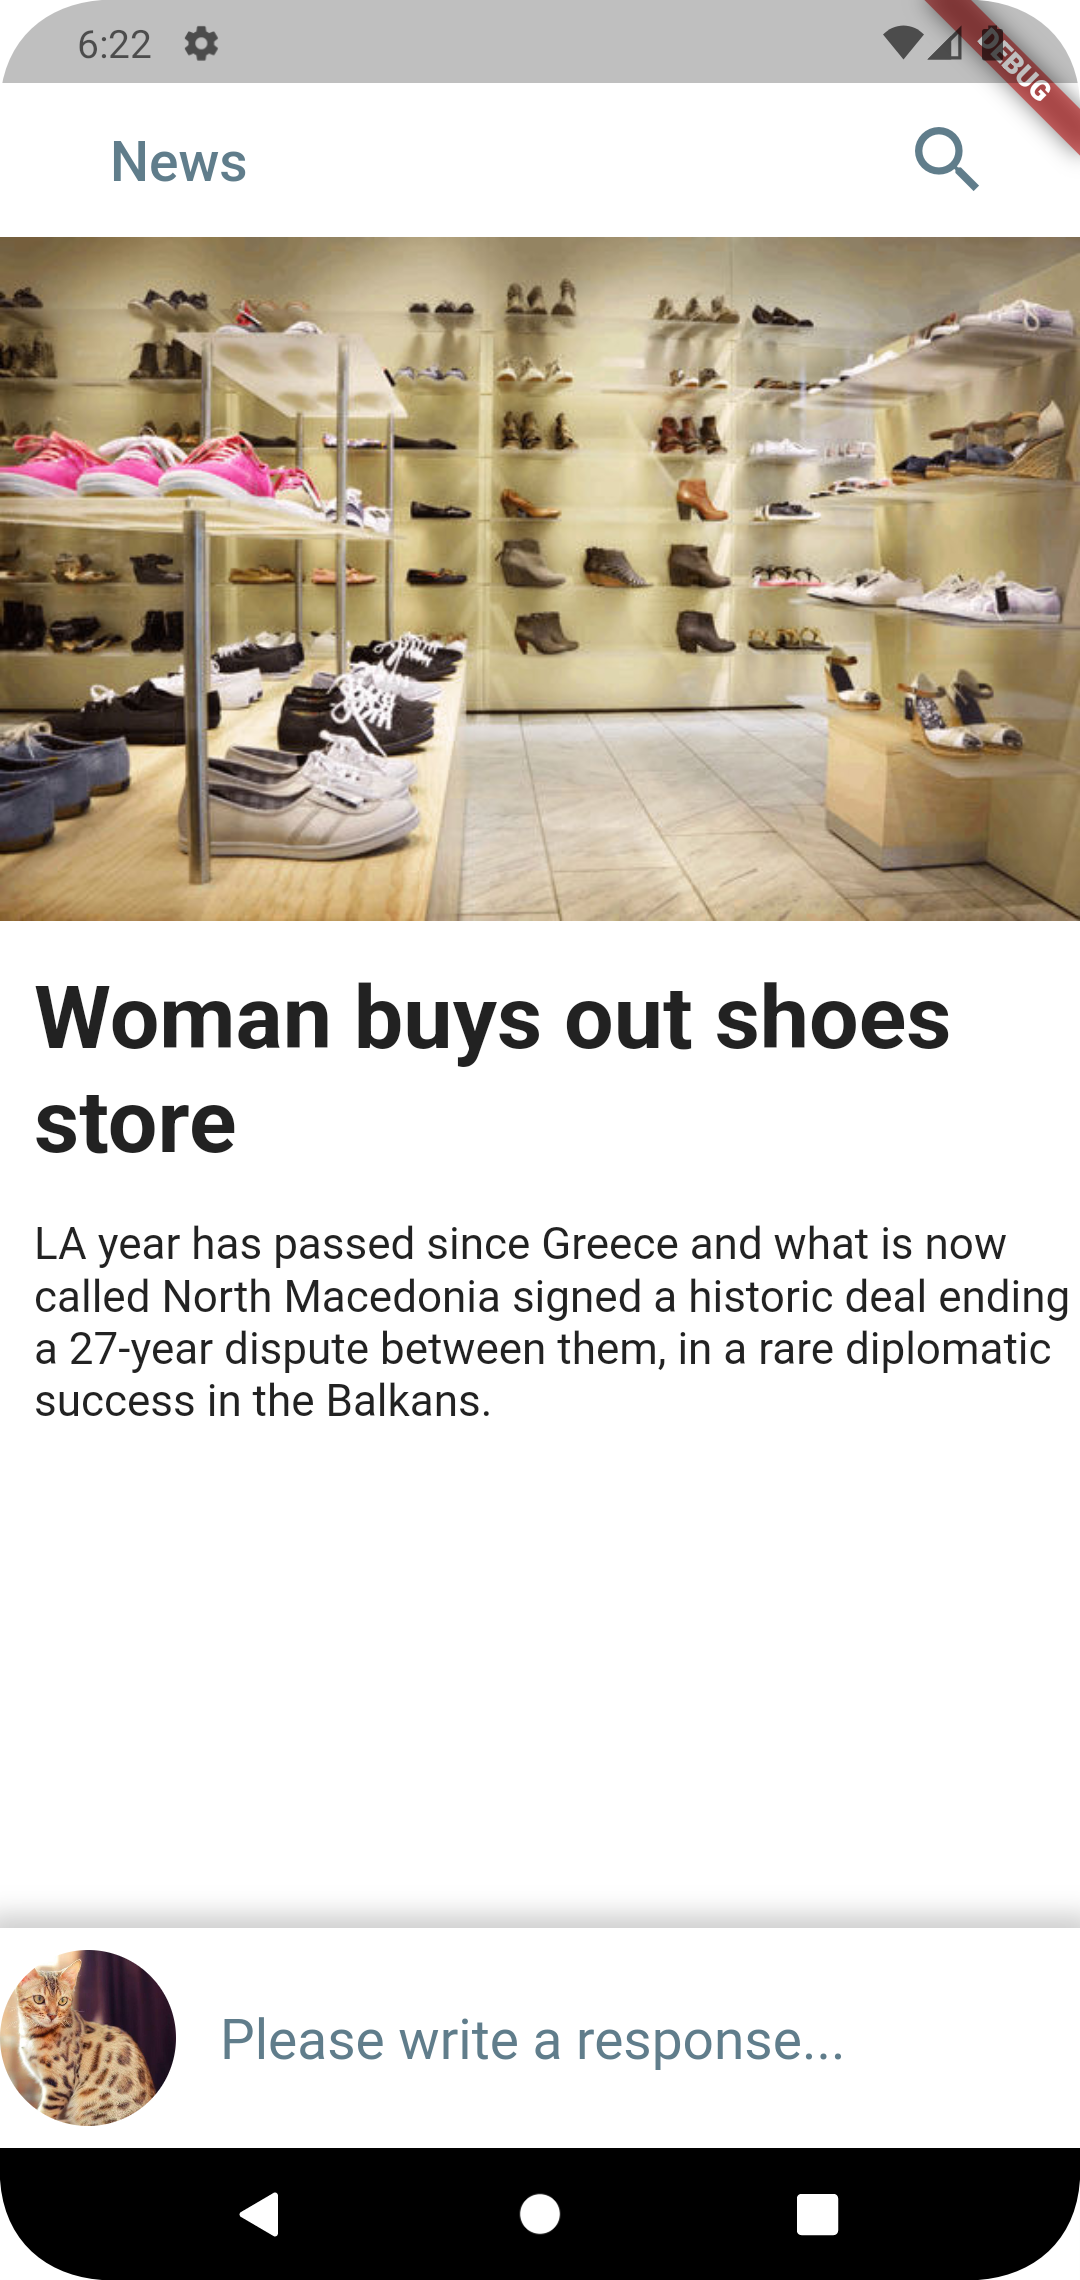 6:22
DEBUG
News
Woman buys out shoes
store
LA year has passed since Greece and what is now
called North Macedonia signed a historic deal ending
a 27-year dispute between them, in a rare diplomatic
success in the Balkans.
Please write a response...